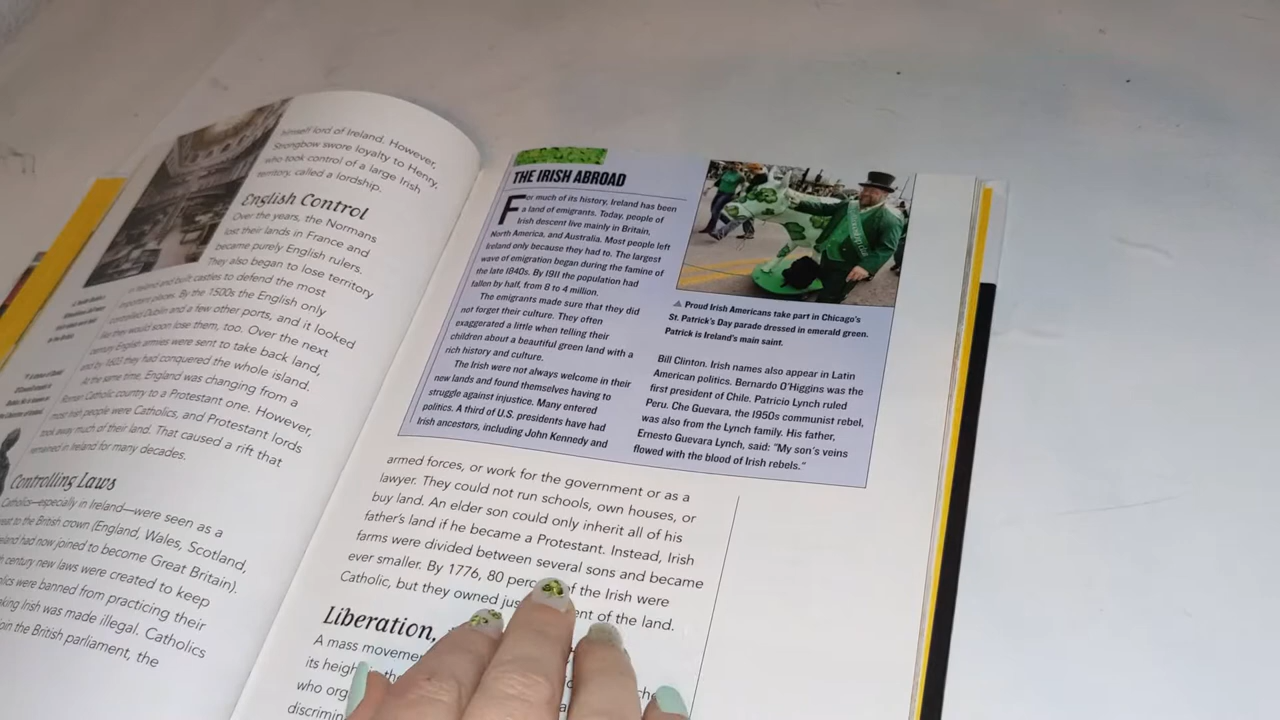 himself lord of Ireland. However,
Strongbow swore loyalty to Henry,
who took control of a large Irish
territory, called a lordship.
English Control
Over the years, the Normans
lost their lands in France and
became purely English rulers.
They also began to lose territory
in Ireland and built castles to defend the most
important places. By the 1500s the English only
controlled Dublin and a few other ports, and it looked
like they would soon lose them, too. Over the next
century English armies were sent to take back land,
and by 1603 they had conquered the whole island.
At the same time, England was changing from a
Roman Catholic country to a Protestant one. However,
most Irish people were Catholics, and Protestant lords
took away much of their land. That caused a rift that
remained in Ireland for many decades.
Controlling Laws
Catholics—especially in Ireland—were seen as a
to the British crown (England, Wales, Scotland,
had now joined to become Great Britain).
century new laws were created to keep
were banned from practicing their
Irish was made illegal. Catholics
join the British parliament, the
THE IRISH ABROAD
For much of its history, Ireland has been
a land of emigrants. Today, people of
Irish descent live mainly in Britain,
North America, and Australia. Most people left
Ireland only because they had to. The largest
wave of emigration began during the famine of
the late 1840s. By 1911 the population had
fallen by half, from 8 to 4 million.
The emigrants made sure that they did
not forget their culture. They often
exaggerated a little when telling their
children about a beautiful green land with a
rich history and culture.
The Irish were not always welcome in their
new lands and found themselves having to
struggle against injustice. Many entered
politics. A third of U.S. presidents have had
Irish ancestors, including John Kennedy and
▲ Proud Irish Americans take part in Chicago's
St. Patrick's Day parade dressed in emerald green.
Patrick is Ireland's main saint.
Bill Clinton. Irish names also appear in Latin
American politics. Bernardo O'Higgins was the
first president of Chile. Patricio Lynch ruled
Peru. Che Guevara, the 1950s communist rebel,
was also from the Lynch family. His father,
Ernesto Guevara Lynch, said: "My son's veins
flowed with the blood of Irish rebels."
armed forces, or work for the government or as a
lawyer. They could not run schools, own houses, or
buy land. An elder son could only inherit all of his
father's land if he became a Protestant. Instead, Irish
farms were divided between several sons and became
ever smaller. By 1776, 80 of the Irish were
Catholic, but they owned of the land.
Liberation,
A mass
its
who